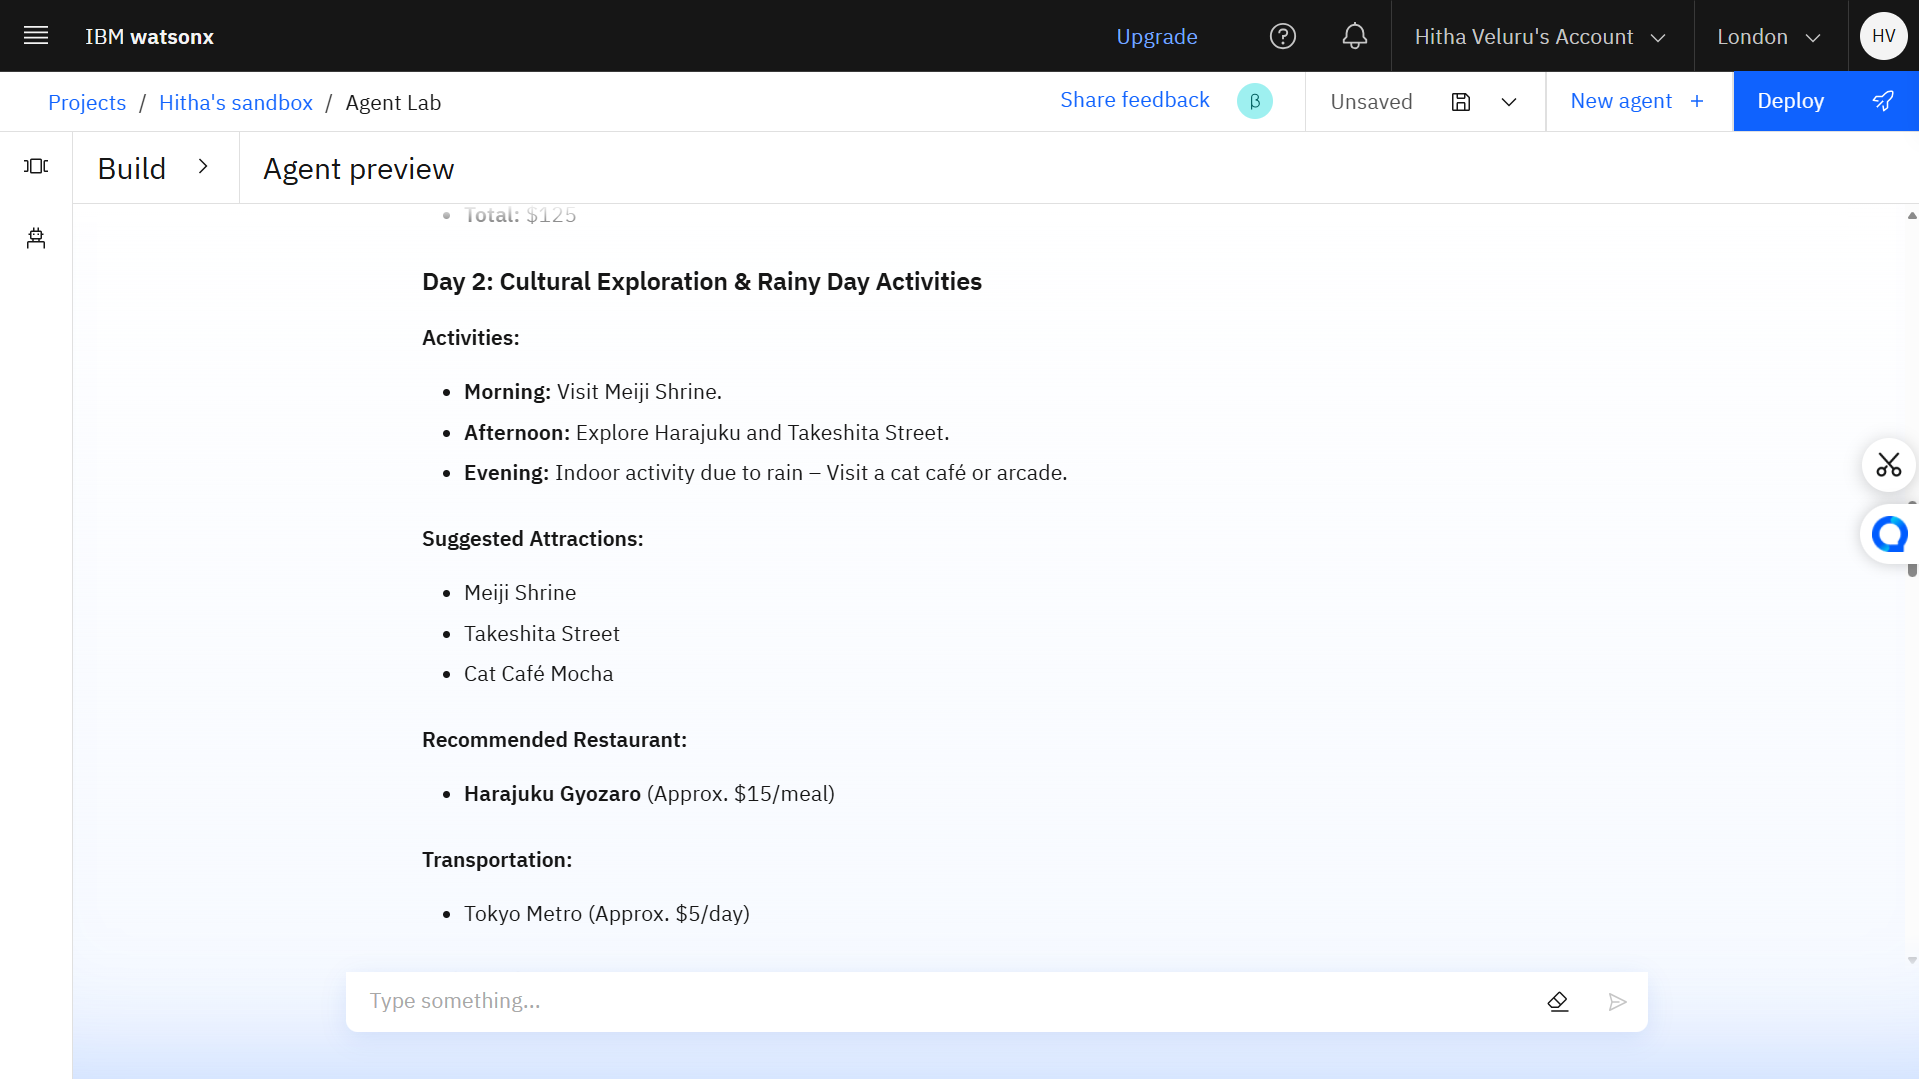 IBM watsonx
Upgrade
Hitha Veluru's Account
London
HV
Projects / Hitha's sandbox / Agent Lab
Share feedback
β
Unsaved
New agent +
Deploy
Build
Agent preview
• Total: $125
Day 2: Cultural Exploration & Rainy Day Activities
Activities:
• Morning: Visit Meiji Shrine.
• Afternoon: Explore Harajuku and Takeshita Street.
• Evening: Indoor activity due to rain – Visit a cat café or arcade.
Suggested Attractions:
• Meiji Shrine
• Takeshita Street
• Cat Café Mocha
Recommended Restaurant:
• Harajuku Gyozaro (Approx. $15/meal)
Transportation:
• Tokyo Metro (Approx. $5/day)
Type something...